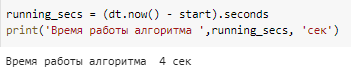 running_secs = (dt.now() - start).seconds
print('Время работы алгоритма ',running_secs, 'сек')
Время работы алгоритма  4 сек